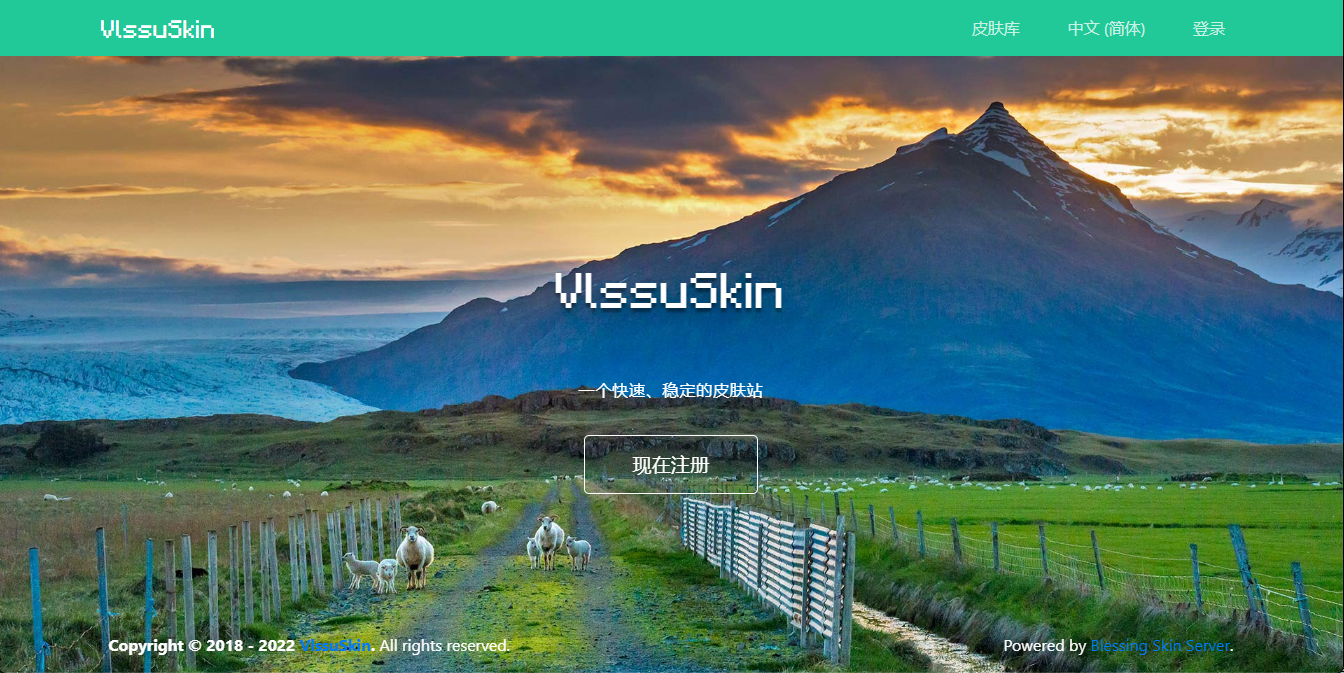 VlssuSkin
皮肤库 中文 (简体) 登录
VlssuSkin
一个快速、稳定的皮肤站
现在注册
Copyright © 2018 - 2022 VlssuSkin. All rights reserved.
Powered by Blessing Skin Server.